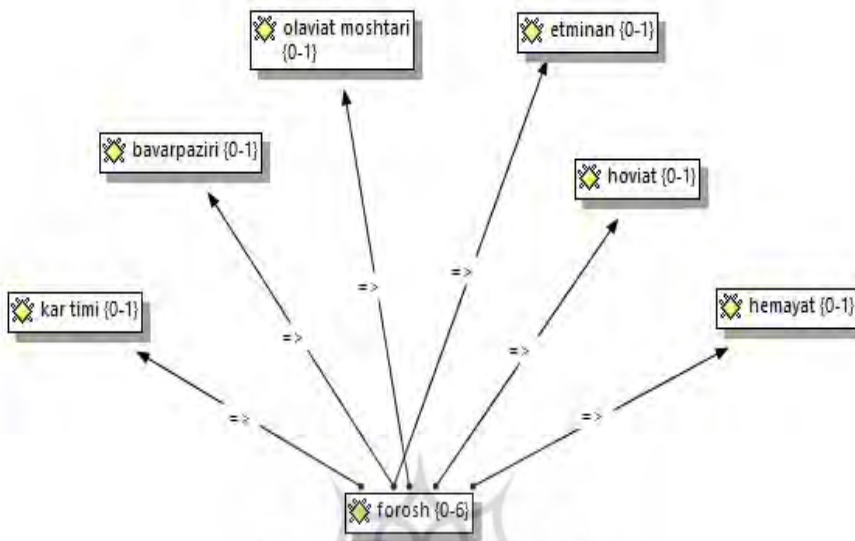 olaviat moshtari
{0-1}
etminan {0-1}
bavarpaziri {0-1}
hoviat {0-1}
kar timi {0-1}
hemayat {0-1}
=>
=>
=>
=>
=>
=>
forosh {0-6}